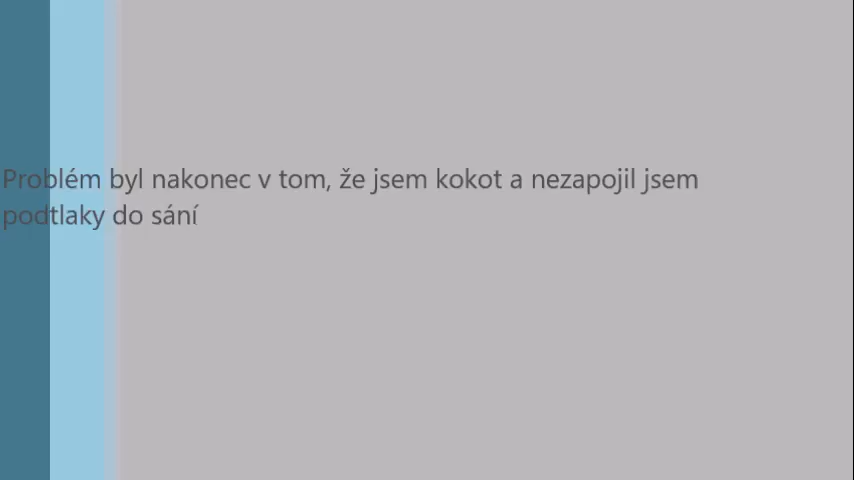 Problém byl nakonec v tom, že jsem kokot a nezapojil jsem
podtlaky do sání